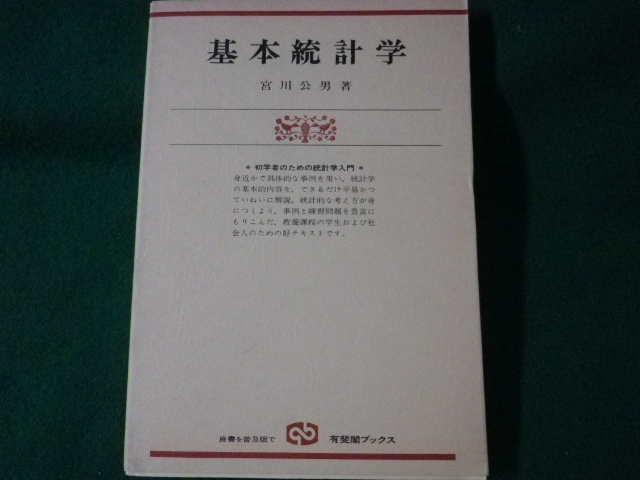 基本統計学
宮川公男著
* 初学者のための統計学入門 *
身近かで具体的な事例を用い，統計学
の基本的内容を，できるだけ平易かつ
ていねいに解説。統計的な考え方が身
につくよう，事例と練習問題を豊富に
もりこんだ，教養課程の学生および社
会人のための好テキストです。
良書を普及版で 有斐閣ブックス